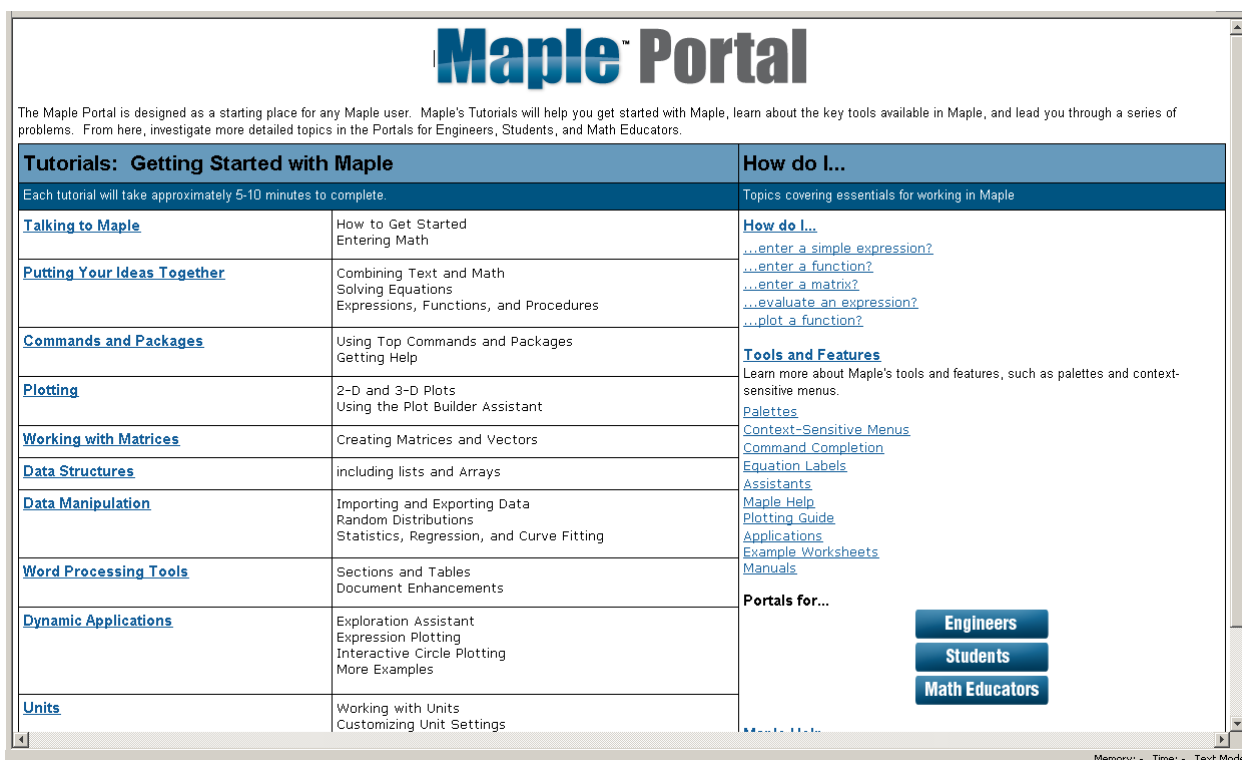 Maple™ Portal
The Maple Portal is designed as a starting place for any Maple user. Maple's Tutorials will help you get started with Maple, learn about the key tools available in Maple, and lead you through a series of
problems. From here, investigate more detailed topics in the Portals for Engineers, Students, and Math Educators.
Tutorials: Getting Started with Maple
Each tutorial will take approximately 5-10 minutes to complete.
Talking to Maple
How to Get Started
Entering Math
Putting Your Ideas Together
Combining Text and Math
Solving Equations
Expressions, Functions, and Procedures
Commands and Packages
Using Top Commands and Packages
Getting Help
Plotting
2-D and 3-D Plots
Using the Plot Builder Assistant
Working with Matrices
Creating Matrices and Vectors
Data Structures
including lists and Arrays
Data Manipulation
Importing and Exporting Data
Random Distributions
Statistics, Regression, and Curve Fitting
Word Processing Tools
Sections and Tables
Document Enhancements
Dynamic Applications
Exploration Assistant
Expression Plotting
Interactive Circle Plotting
More Examples
Units
Working with Units
Customizing Unit Settings
How do I...
Topics covering essentials for working in Maple
How do I...
...enter a simple expression?
...enter a function?
...enter a matrix?
...evaluate an expression?
...plot a function?
Tools and Features
Learn more about Maple's tools and features, such as palettes and context-
sensitive menus.
Palettes
Context-Sensitive Menus
Command Completion
Equation Labels
Assistants
Maple Help
Plotting Guide
Applications
Example Worksheets
Manuals
Portals for...
Engineers
Students
Math Educators
Maple Help
Memory: - Time: - Text Mode